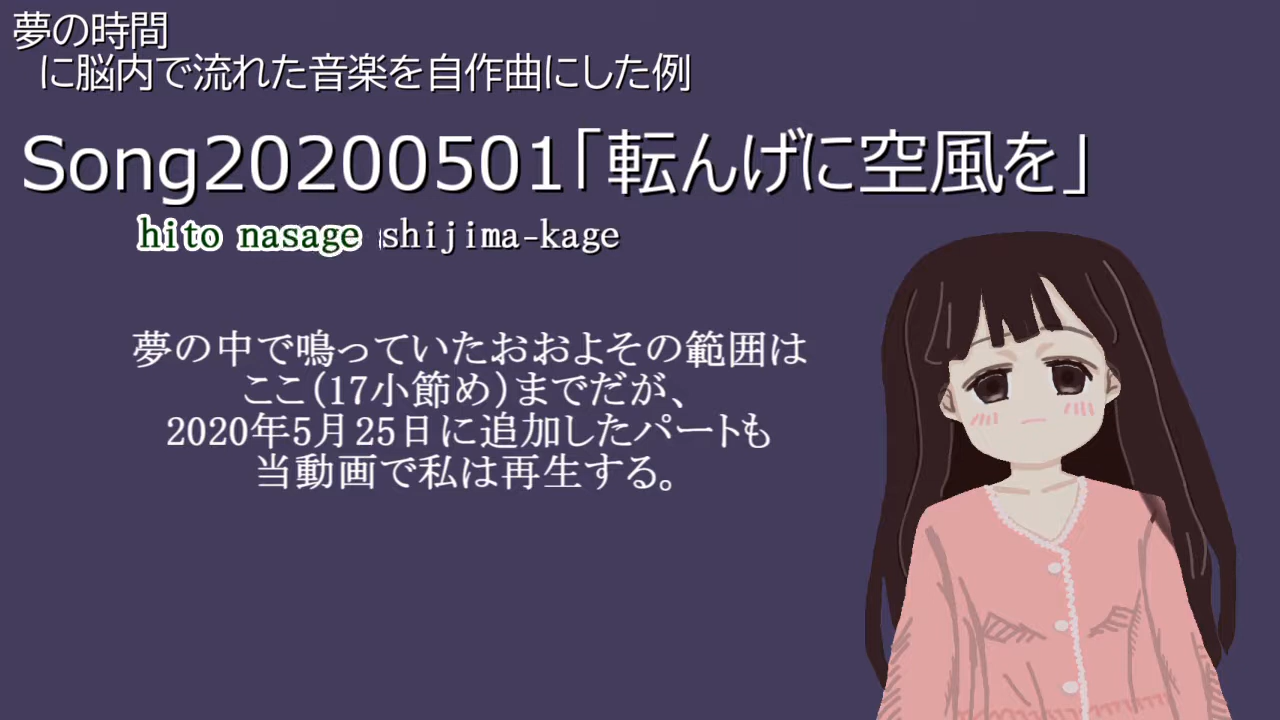 夢の時間
に脳内で流れた音楽を自作曲にした例
Song20200501「転んげに空風を」
hito nasage shijima-kage
夢の中で鳴っていたおおよその範囲は
ここ(17小節め)までだが、
2020年5月25日に追加したパートも
当動画で私は再生する。